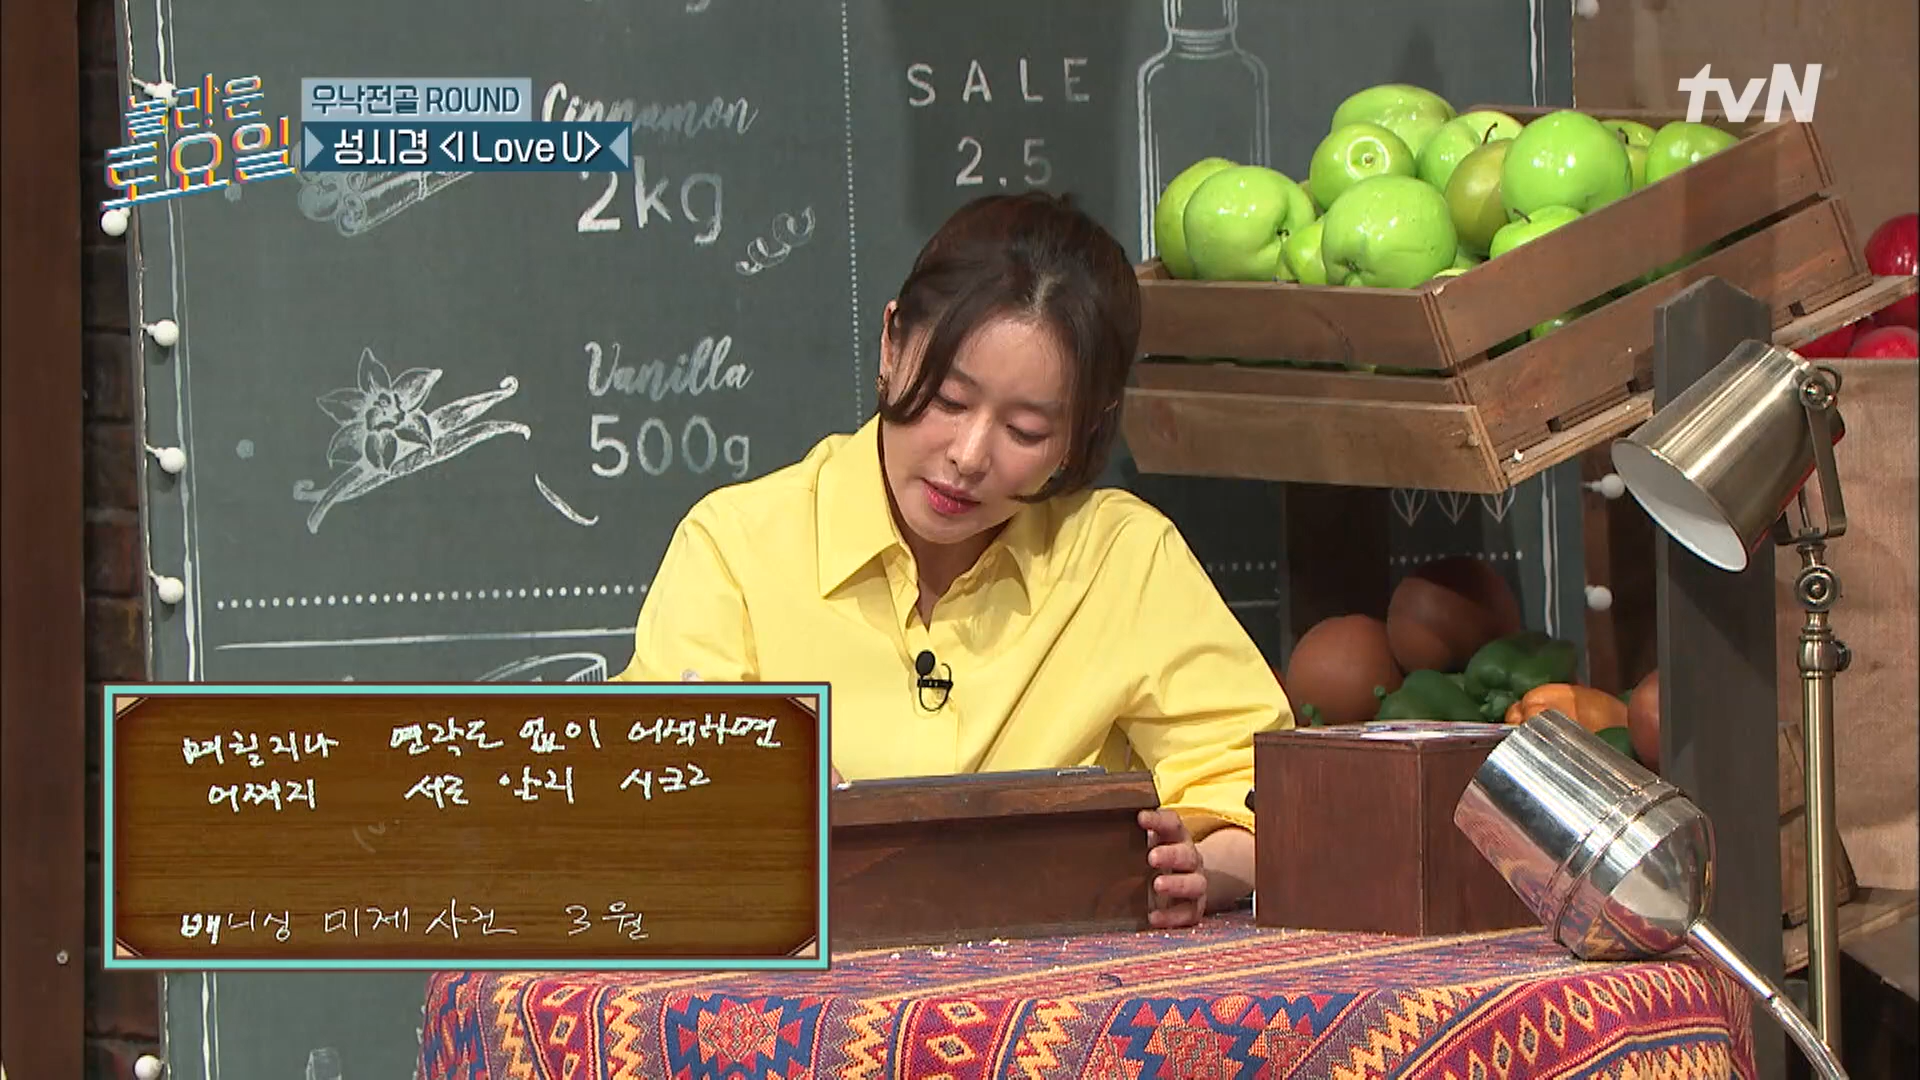 놀라운
토요일
우낙전골 ROUND
성시경 <I Love U>
tvN
Cinnamon
2kg
SALE
2.5
Vanilla
500g
며칠지나 연락도 없이 어색하면
어쩌지 서로 안의 시크2
배니싱 미제사건 3월